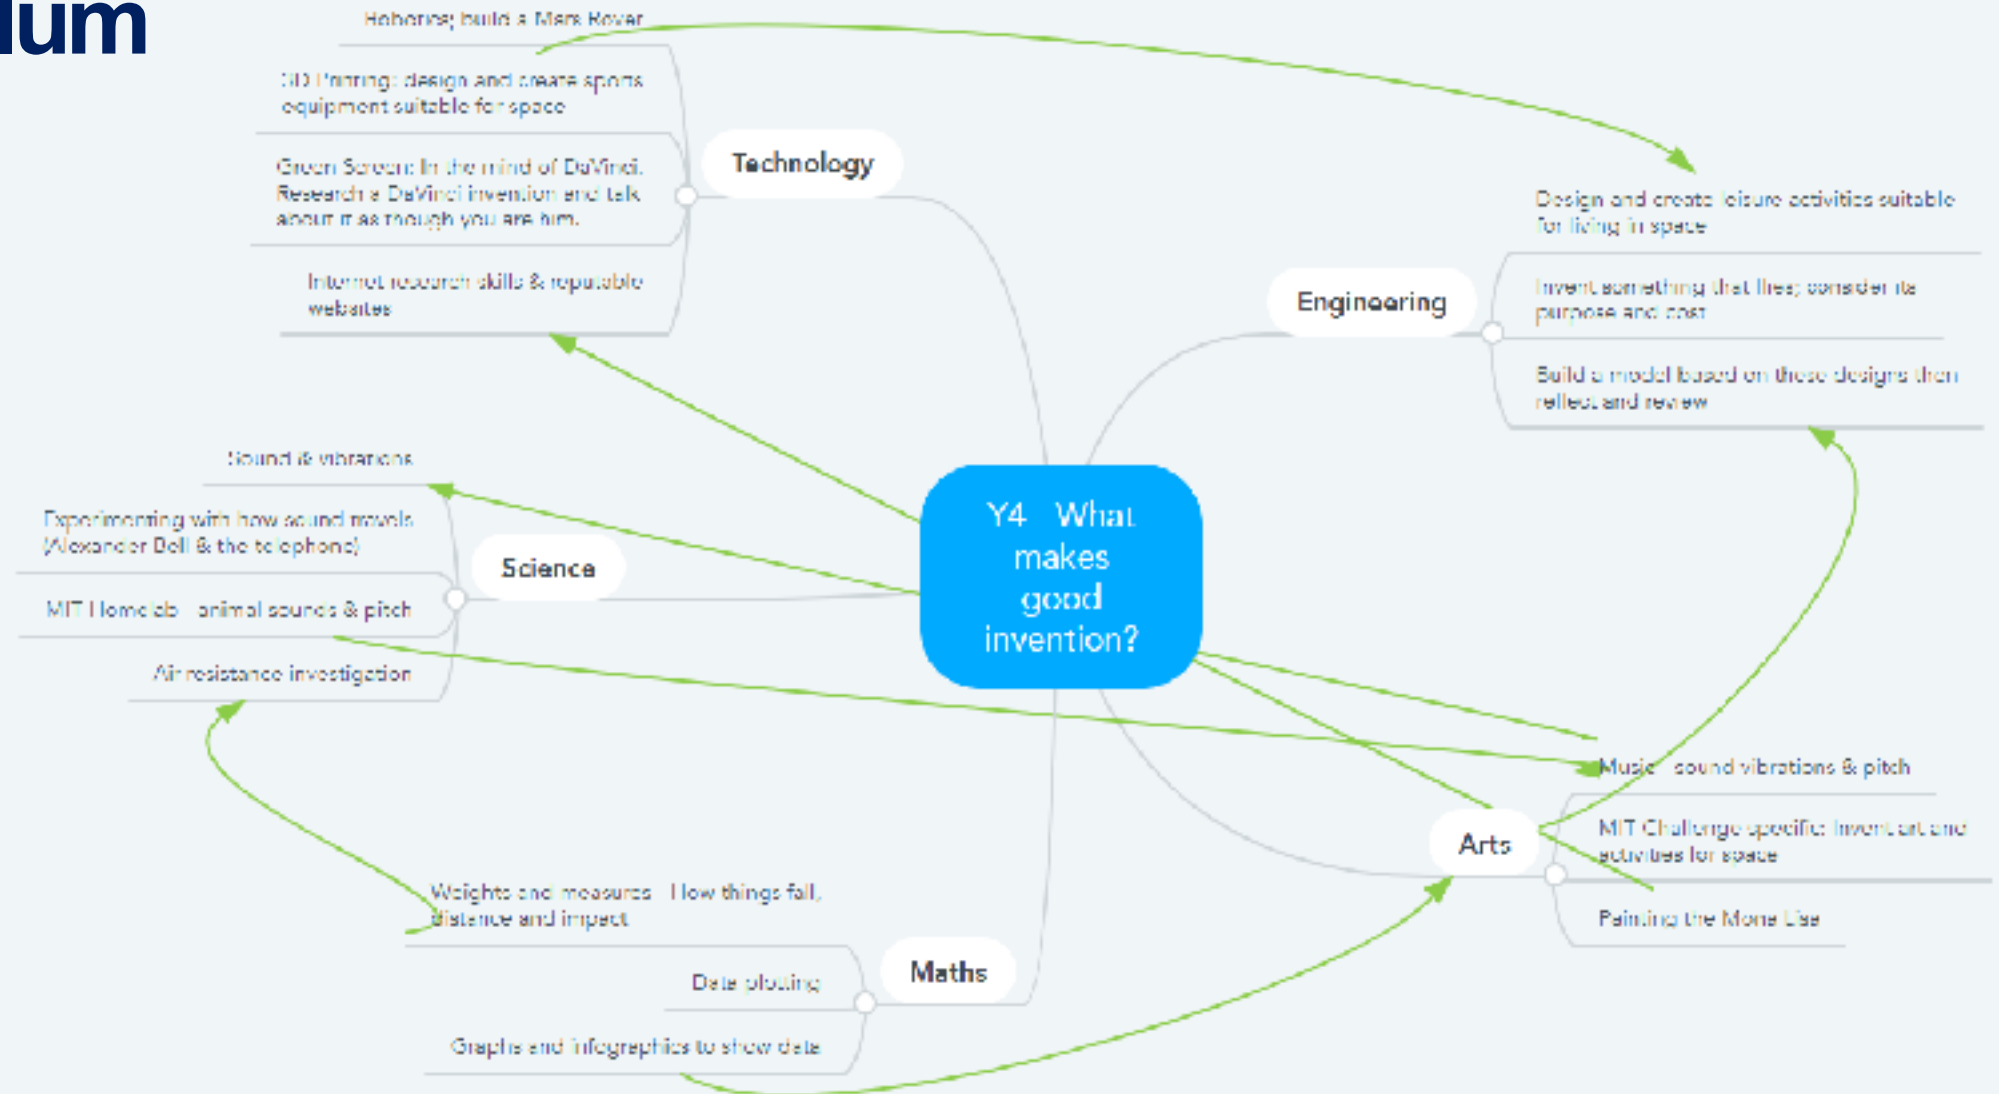 lum
Robotics; build a Mars Rover
3D Printing: design and create sports
equipment suitable for space
Green Screen: In the mind of DaVinci.
Research a DaVinci invention and talk
about it as though you are him.
Internet research skills & reputable
websites
Technology
Engineering
Design and create leisure activities suitable
for living in space
Invent something that flies; consider its
purpose and cost
Build a model based on these designs then
reflect and review
Y4 What
makes
good
invention?
Sound & vibrations
Experimenting with how sound travels
(Alexander Bell & the telephone)
MIT Homelab - animal sounds & pitch
Air resistance investigation
Science
Arts
Music - sound vibrations & pitch
MIT Challenge specific: Invent art and
activities for space
Painting the Mona Lisa
Weights and measures - How things fall,
distance and impact
Data plotting
Graphs and infographics to show data
Maths